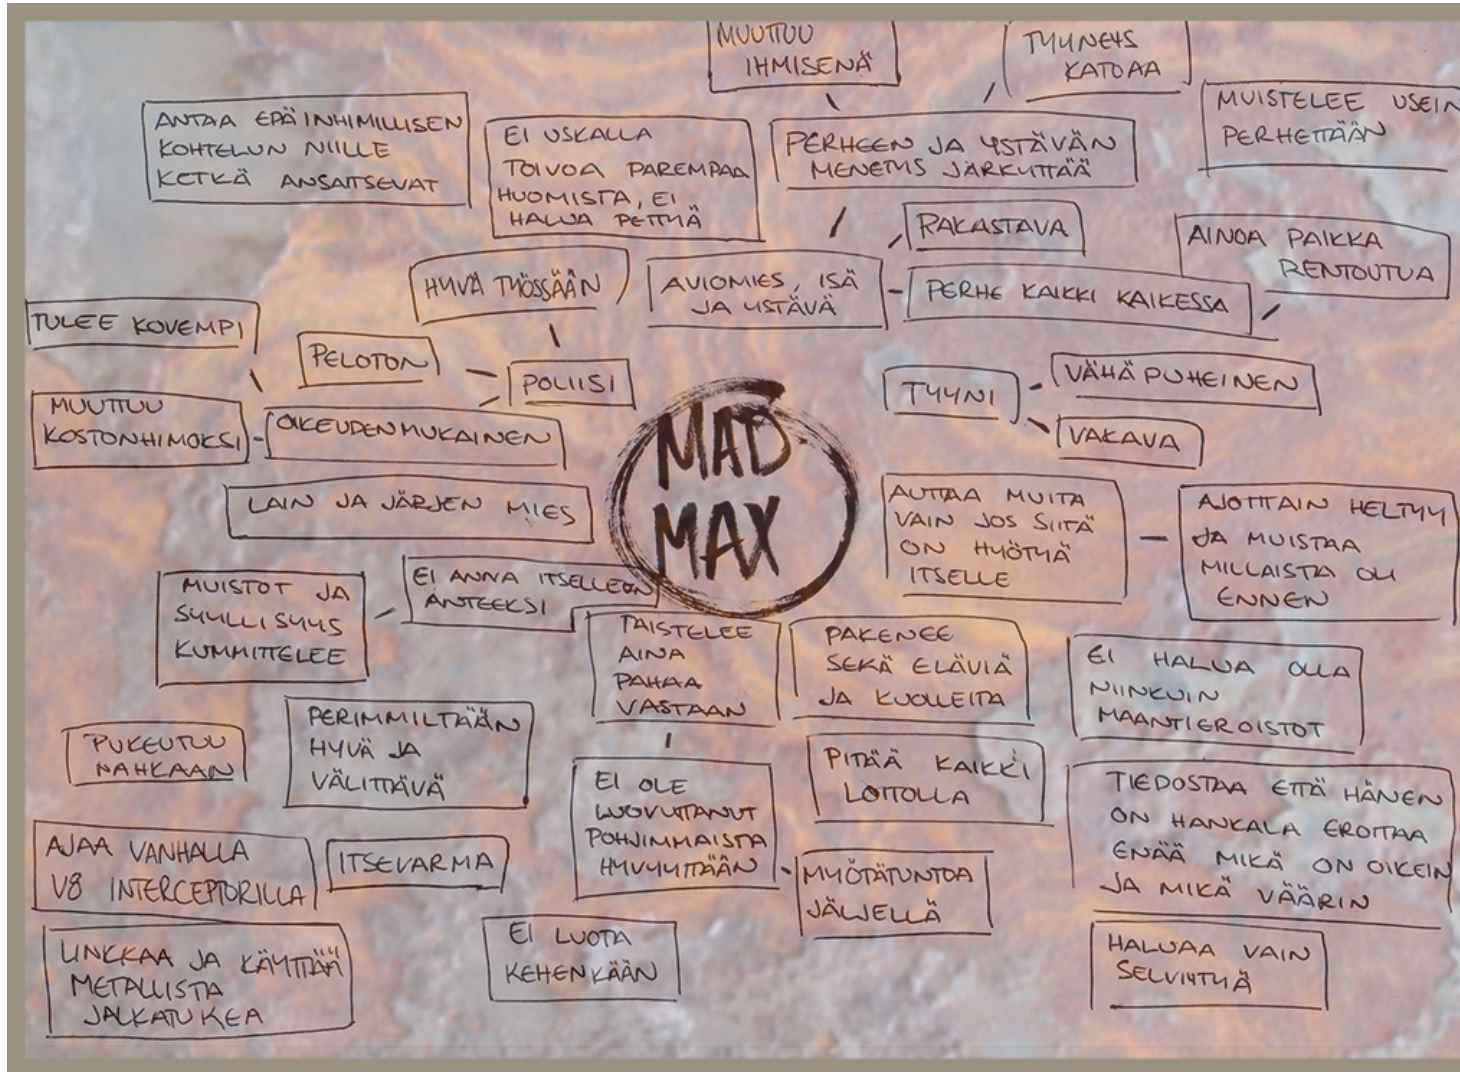 MUUTTUU
IHMISENÄ
TYYNEYS
KATOAA
ANTAA EPÄINHIMILLISEN
KOHTELUN NIILLE
KETKÄ ANSAITSEVAT
EI USKALLA
TOIVOA PAREMPAA
HUOMISTA, EI
HALUA PETTYÄ
PERHEEN JA YSTÄVÄN
MENETYS JÄRKYTTÄÄ
MUISTELEE USEIN
PERHETTÄÄN
RAKASTAVA
AINOA PAIKKA
RENTOUTUA
HYVÄ TYÖSSÄÄN
AVIOMIES, ISÄ
JA YSTÄVÄ
PERHE KAIKKI KAIKESSA
TULEE KOVEMPI
PELOTON
POLIISI
TYYNI
VÄHÄPUHEINEN
VAKAVA
MUUTTUU
KOSTONHIMOKSI
OIKEUDENMUKAINEN
MAD
MAX
LAIN JA JÄRJEN MIES
AUTTAA MUITA
VAIN JOS SIITÄ
ON HYÖTYÄ
ITSELLE
AJOITTAIN HELTYY
JA MUISTAA
MILLAISTA OLI
ENNEN
MUISTOT JA
SYYLLISYYS
KUMMITTELEE
EI ANNA ITSELLEEN
ANTEEKSI
TAISTELEE
AINA
PAHAA
VASTAAN
PAKENEE
SEKÄ ELÄVIÄ
JA KUOLLEITA
EI HALUA OLLA
NIINKUIN
MAANTIEROISTOT
PUKEUTUU
NAHKAAN
PERIMMILTÄÄN
HYVÄ JA
VÄLITTÄVÄ
EI OLE
LUOVUTTANUT
POHJIMMAISTA
HYVYYTTÄÄN
PITÄÄ KAIKKI
LOITOLLA
TIEDOSTAA ETTÄ HÄNEN
ON HANKALA EROITTAA
ENÄÄ MIKÄ ON OIKEIN
JA MIKÄ VÄÄRIN
AJAA VANHALLA
V8 INTERCEPTORILLA
ITSEVARMA
MYÖTÄTUNTOA
JÄLJELLÄ
LINKKAA JA KÄYTTÄÄ
METALLISTA
JALKATUKEA
EI LUOTA
KEHENKÄÄN
HALUAA VAIN
SELVIYTYÄ